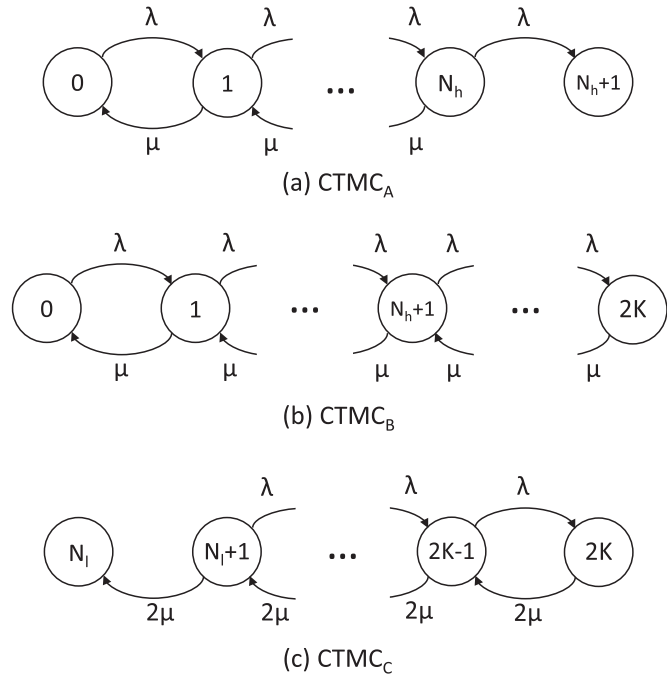 λ λ λ λ
0 1 ... N_h N_h+1
μ μ μ
(a) CTMC_A
λ λ λ λ λ
0 1 ... N_h+1 ... 2K
μ μ μ μ μ
(b) CTMC_B
λ λ λ
N_l N_l+1 ... 2K-1 2K
2μ 2μ 2μ 2μ
(c) CTMC_C